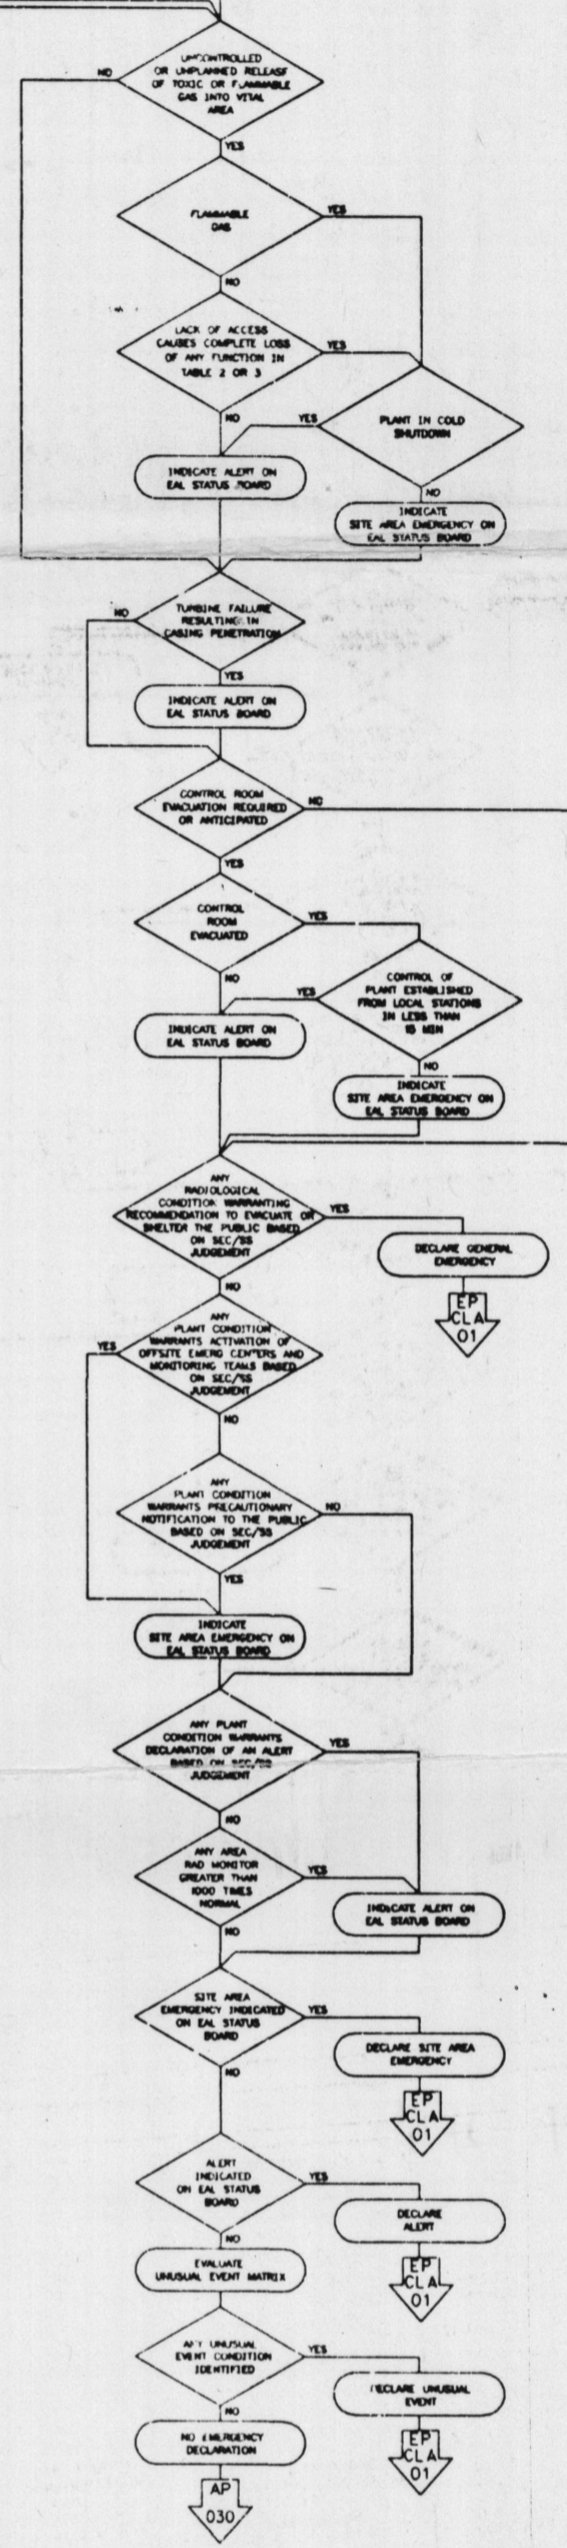 UNCONTROLLED
OR UNPLANNED RELEASE
OF TOXIC OR FLAMMABLE
GAS INTO VITAL
AREA
NO
YES
FLAMMABLE
GAS
YES
NO
LACK OF ACCESS
CAUSES COMPLETE LOSS
OF ANY FUNCTION IN
TABLE 2 OR 3
YES
NO
PLANT IN COLD
SHUTDOWN
YES
NO
INDICATE ALERT ON
EAL STATUS BOARD
INDICATE
SITE AREA EMERGENCY ON
EAL STATUS BOARD
TURBINE FAILURE
RESULTING IN
CASING PENETRATION
NO
YES
INDICATE ALERT ON
EAL STATUS BOARD
CONTROL ROOM
EVACUATION REQUIRED
OR ANTICIPATED
NO
YES
CONTROL
ROOM
EVACUATED
YES
NO
CONTROL OF
PLANT ESTABLISHED
FROM LOCAL STATIONS
IN LESS THAN
15 MIN
YES
NO
INDICATE ALERT ON
EAL STATUS BOARD
INDICATE
SITE AREA EMERGENCY ON
EAL STATUS BOARD
ANY
RADIOLOGICAL
CONDITION WARRANTING
RECOMMENDATION TO EVACUATE OR
SHELTER THE PUBLIC BASED
ON SEC/SS
JUDGEMENT
YES
NO
DECLARE GENERAL
EMERGENCY
EP
CLA
01
ANY
PLANT CONDITION
WARRANTS ACTIVATION OF
OFFSITE EMERG CENTERS AND
MONITORING TEAMS BASED
ON SEC/SS
JUDGEMENT
YES
NO
ANY
PLANT CONDITION
WARRANTS PRECAUTIONARY
NOTIFICATION TO THE PUBLIC
BASED ON SEC/SS
JUDGEMENT
NO
YES
INDICATE
SITE AREA EMERGENCY ON
EAL STATUS BOARD
ANY PLANT
CONDITION WARRANTS
DECLARATION OF AN ALERT
BASED ON SEC/SS
JUDGEMENT
YES
NO
ANY AREA
RAD MONITOR
GREATER THAN
1000 TIMES
NORMAL
YES
NO
INDICATE ALERT ON
EAL STATUS BOARD
SITE AREA
EMERGENCY INDICATED
ON EAL STATUS
BOARD
YES
NO
DECLARE SITE AREA
EMERGENCY
EP
CLA
01
ALERT
INDICATED
ON EAL STATUS
BOARD
YES
NO
DECLARE
ALERT
EP
CLA
01
EVALUATE
UNUSUAL EVENT MATRIX
ANY UNUSUAL
EVENT CONDITION
IDENTIFIED
YES
NO
DECLARE UNUSUAL
EVENT
EP
CLA
01
NO EMERGENCY
DECLARATION
AP
030